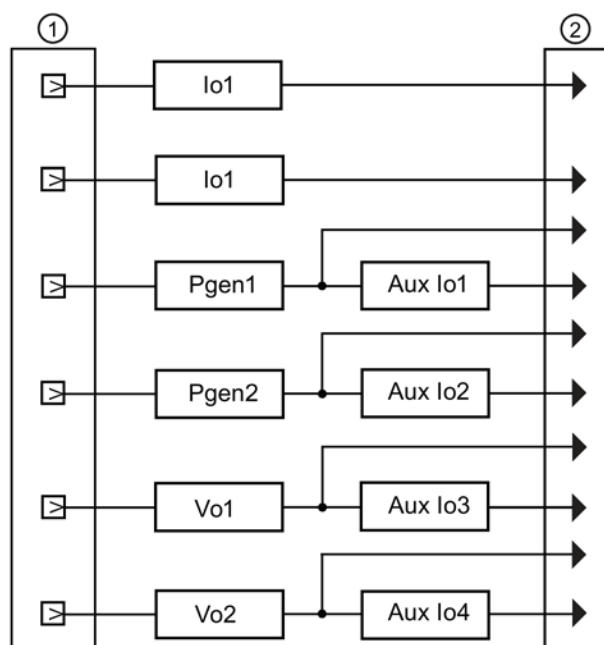 ① ②
> Io1
> Io1
> Pgen1 Aux Io1
> Pgen2 Aux Io2
> Vo1 Aux Io3
> Vo2 Aux Io4